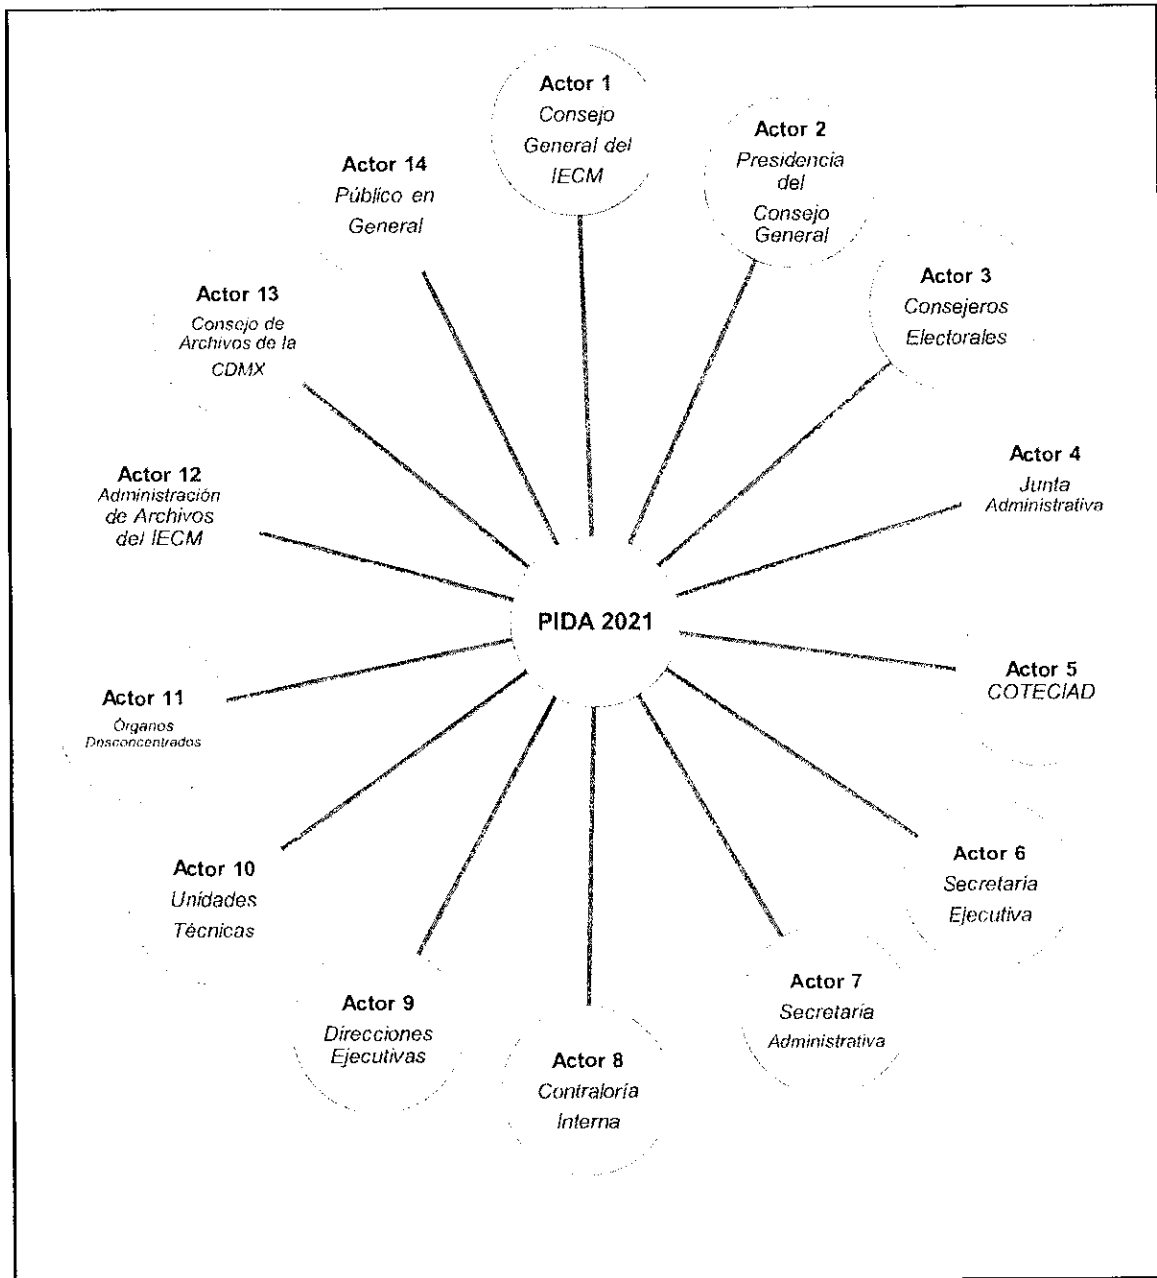 Actor 1
Consejo
General del
IECM
Actor 2
Presidencia
del
Consejo
General
Actor 3
Consejeros
Electorales
Actor 4
Junta
Administrativa
Actor 5
COTECIAD
Actor 6
Secretaría
Ejecutiva
Actor 7
Secretaría
Administrativa
Actor 8
Contraloría
Interna
Actor 9
Direcciones
Ejecutivas
Actor 10
Unidades
Técnicas
Actor 11
Órganos
Desconcentrados
Actor 12
Administración
de Archivos
del IECM
Actor 13
Consejo de
Archivos de la
CDMX
Actor 14
Público en
General
PIDA 2021